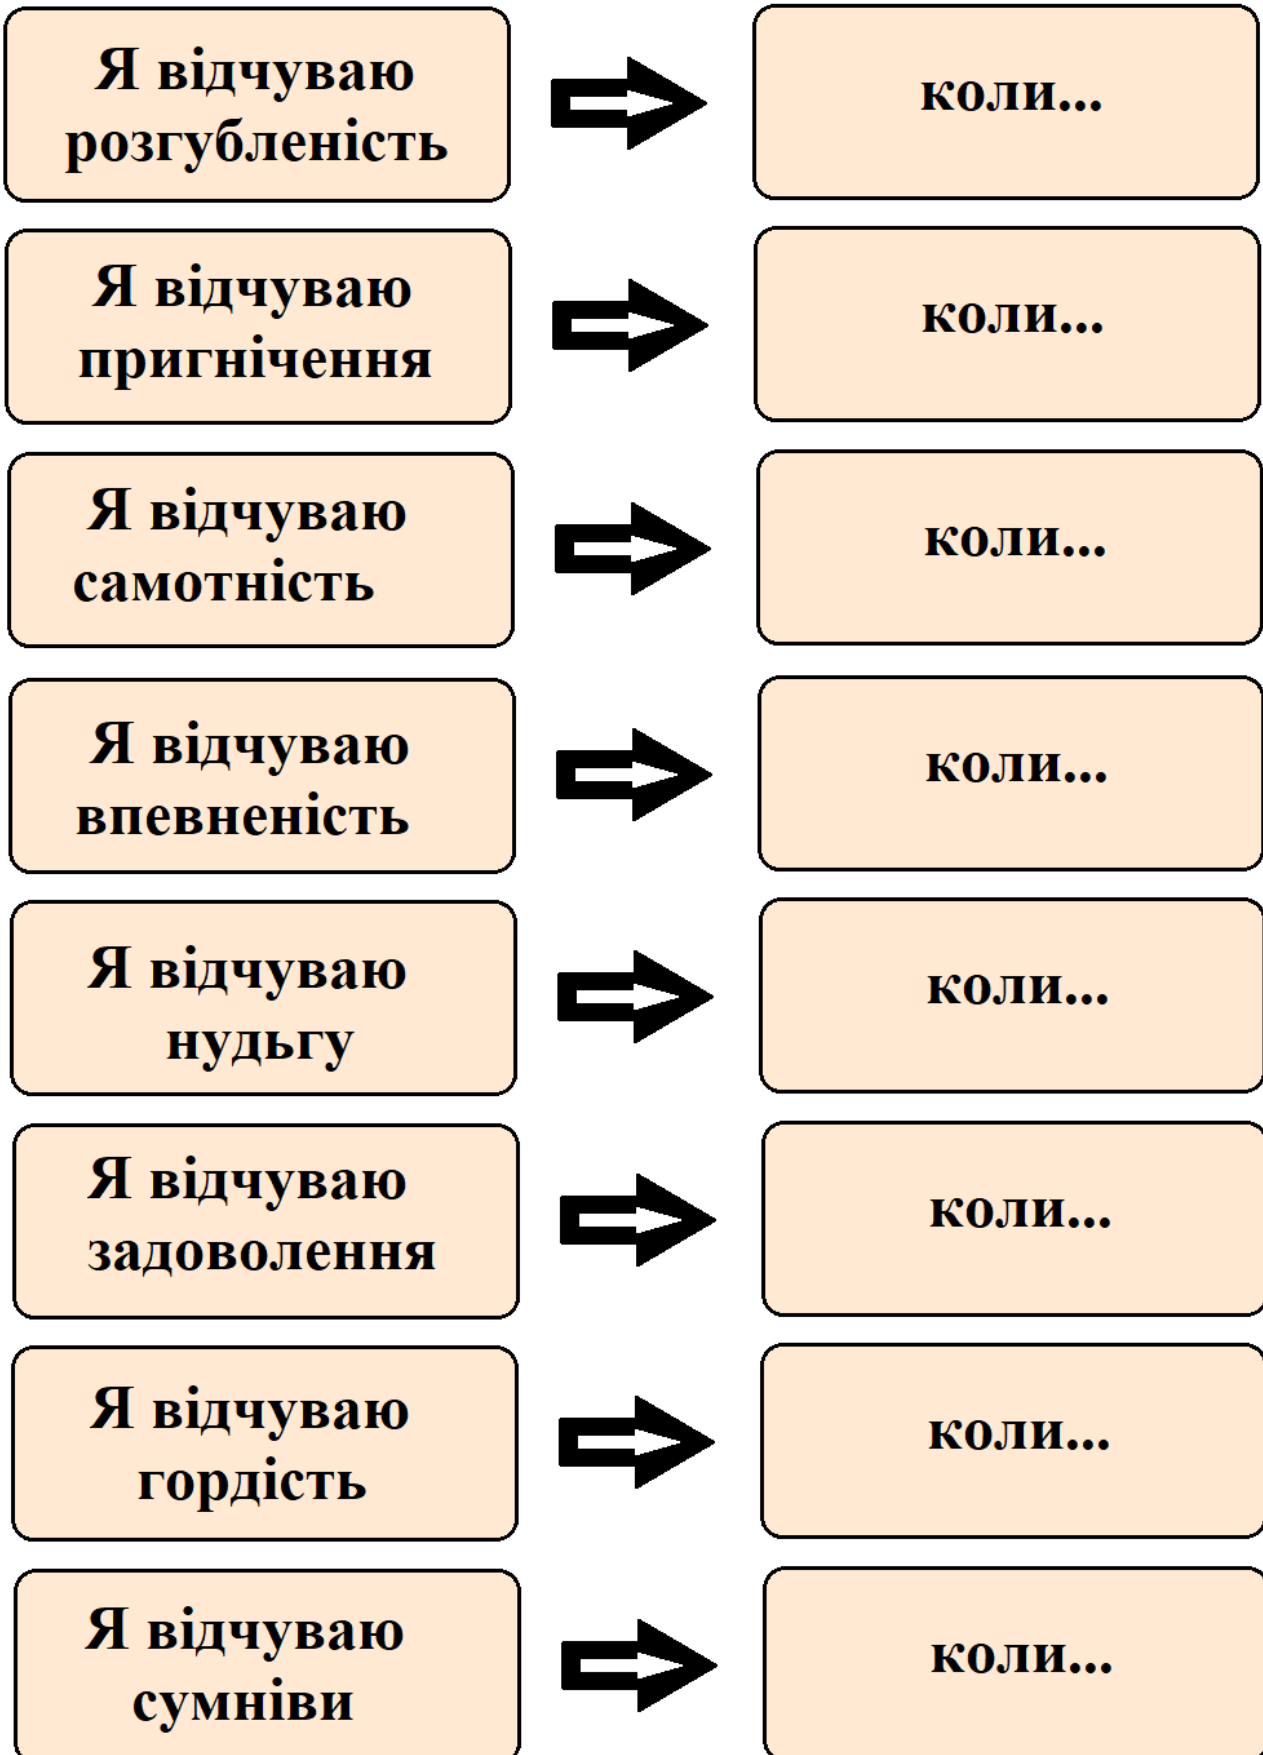 Я відчуваю
розгубленість
коли...
Я відчуваю
пригнічення
коли...
Я відчуваю
самотність
коли...
Я відчуваю
впевненість
коли...
Я відчуваю
нудьгу
коли...
Я відчуваю
задоволення
коли...
Я відчуваю
гордість
коли...
Я відчуваю
сумніви
коли...